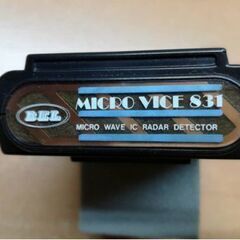 BEL
MICRO VICE 831
MICRO WAVE IC RADAR DETECTOR